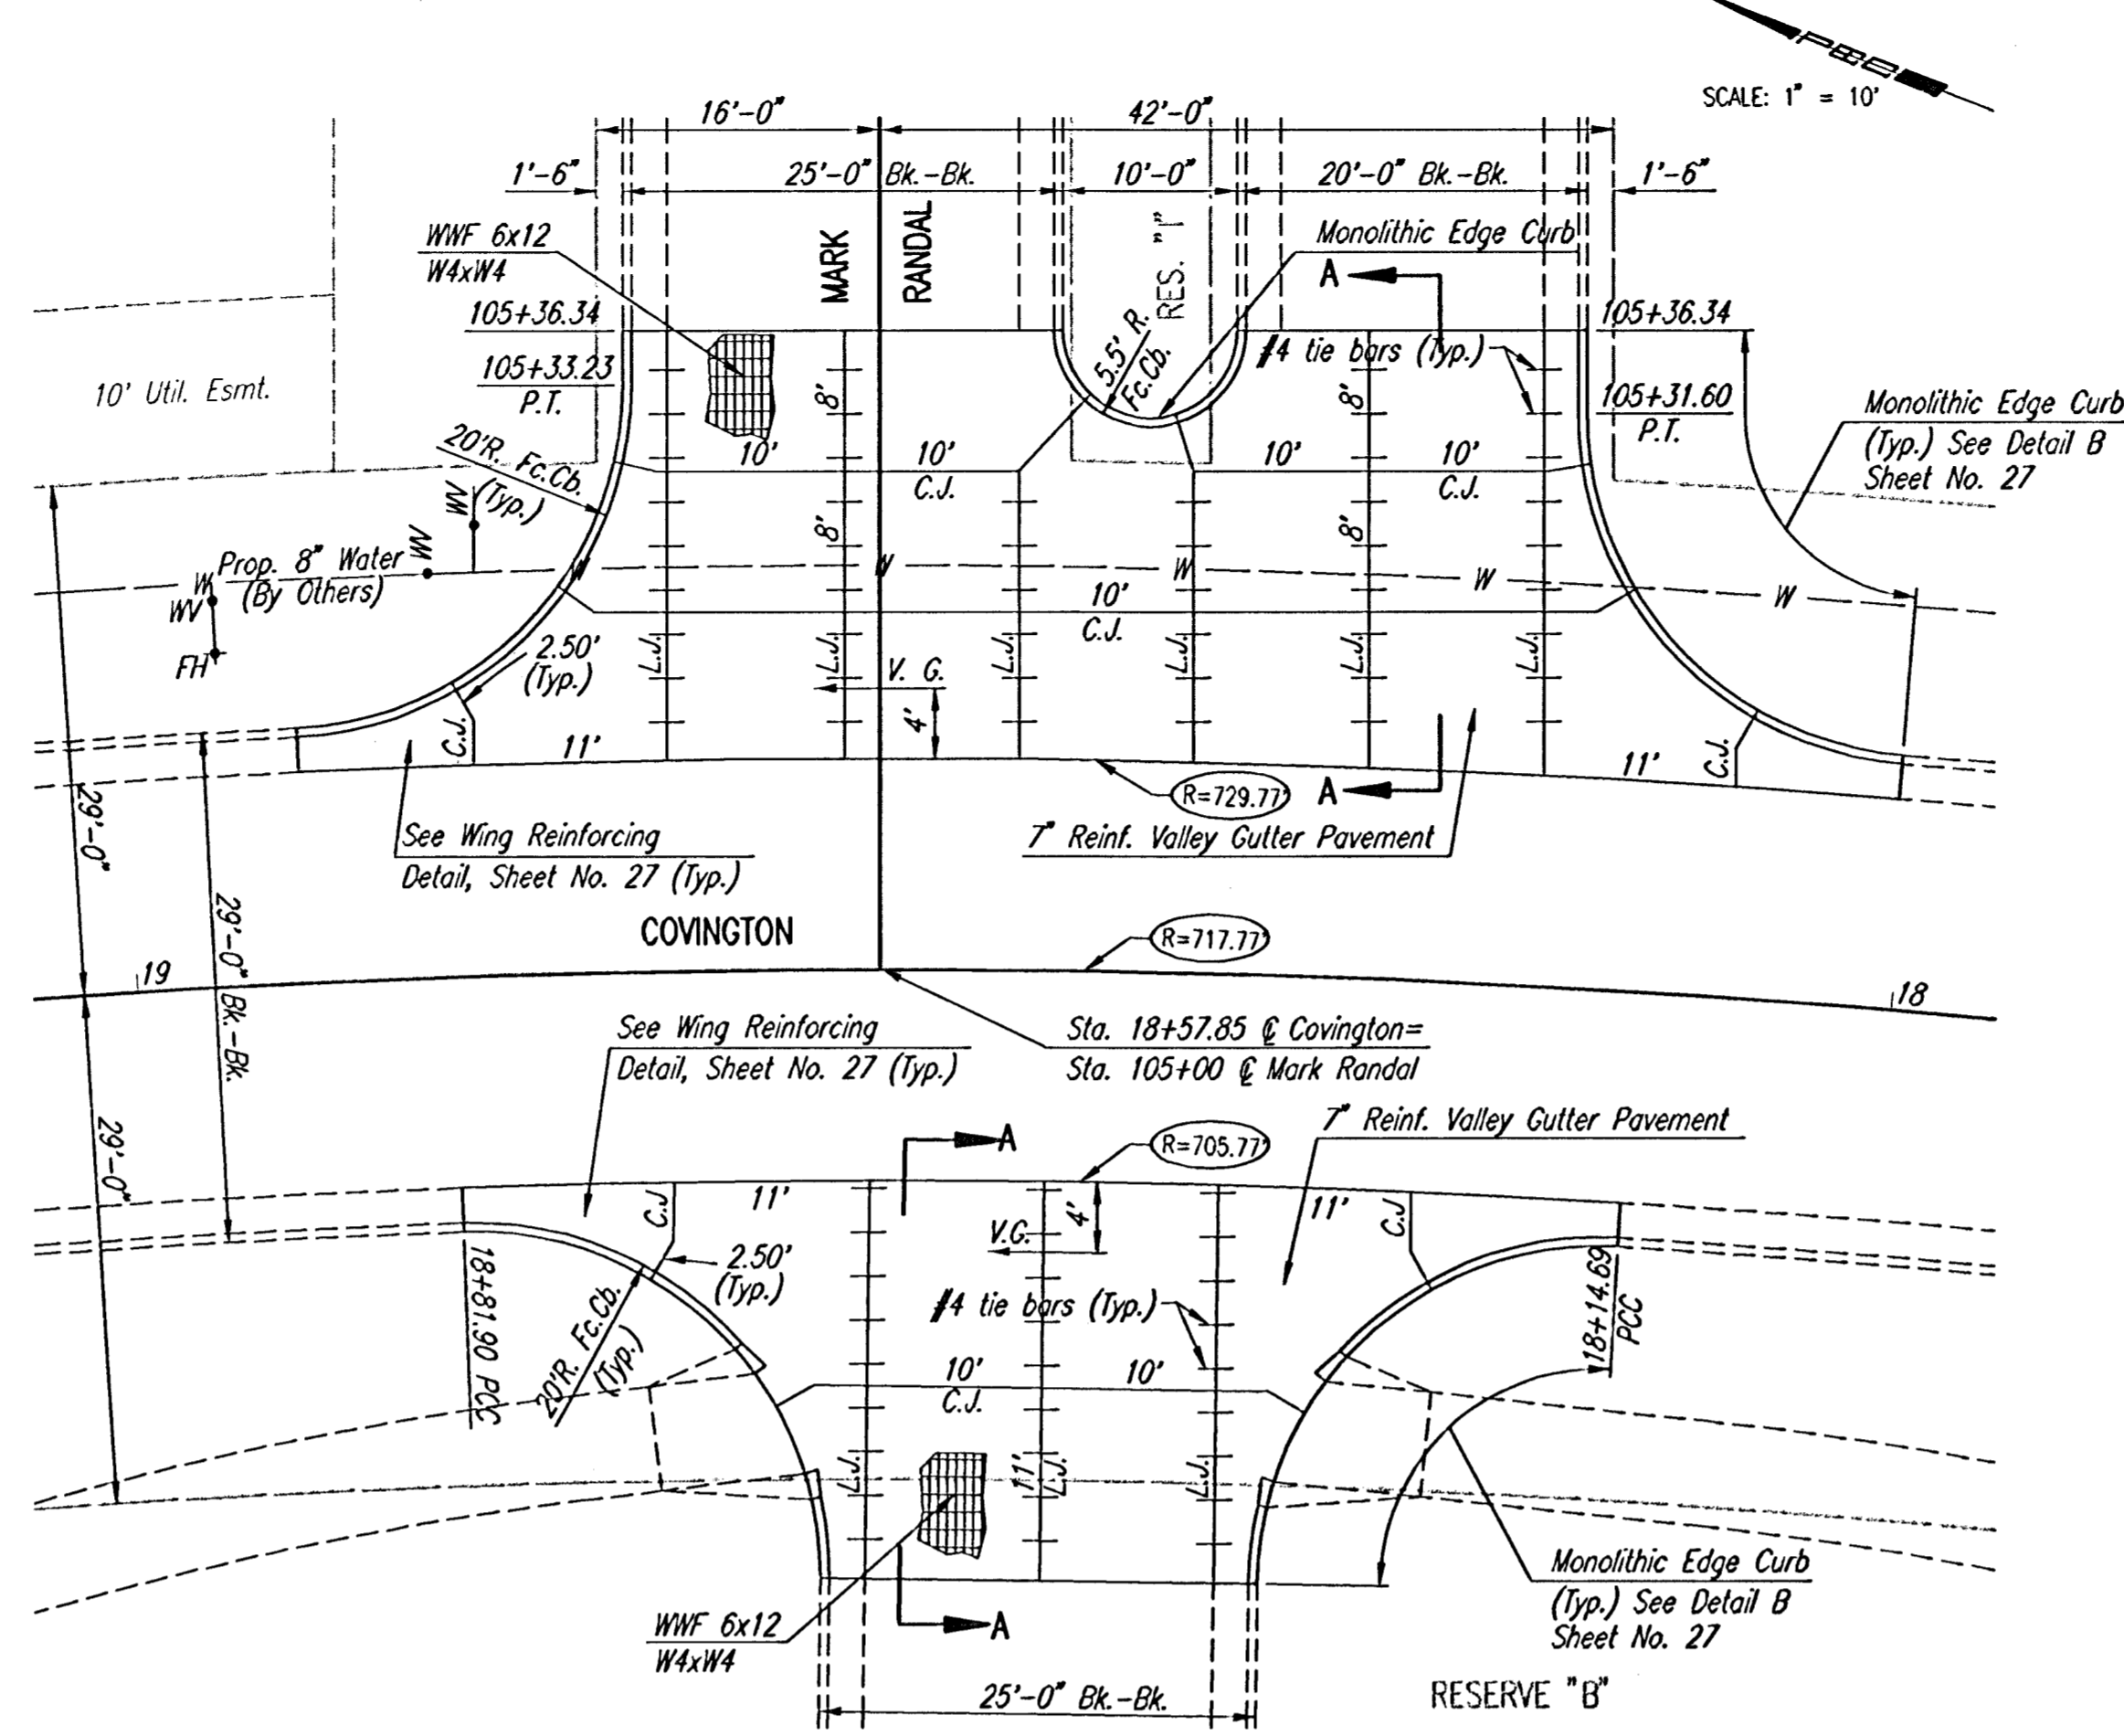 SCALE: 1" = 10'
16'-0"
42'-0"
1'-6"
25'-0" Bk.-Bk.
10'-0"
20'-0" Bk.-Bk.
1'-6"
WWF 6x12
W4xW4
MARK
RANDAL
RES. "I"
Monolithic Edge Curb
A
105+36.34
105+33.23
P.T.
10' Util. Esmt.
5.5' R.
Fc.Cb.
#4 tie bars (Typ.)
105+36.34
105+31.60
P.T.
Monolithic Edge Curb
(Typ.) See Detail B
Sheet No. 27
20'R. Fc.Cb.
(Typ.)
8'
8'
10'
10'
C.J.
10'
10'
C.J.
8'
8'
WV
WV
Prop. 8" Water
(By Others)
W
W
W
W
W
W
WV
FH
10'
C.J.
2.50'
(Typ.)
L.J.
L.J.
L.J.
L.J.
L.J.
L.J.
V. G.
4'
C.J.
11'
11'
C.J.
R=729.77'
A
See Wing Reinforcing
Detail, Sheet No. 27 (Typ.)
7" Reinf. Valley Gutter Pavement
29'-0"
29'-0" Bk.-Bk.
COVINGTON
R=717.77'
19
18
See Wing Reinforcing
Detail, Sheet No. 27 (Typ.)
Sta. 18+57.85 ℄ Covington=
Sta. 105+00 ℄ Mark Randal
29'-0"
A
R=705.77'
7" Reinf. Valley Gutter Pavement
C.J
11'
V.G.
4'
11'
C.J
2.50'
(Typ.)
18+81.90 PCC
20'R. Fc.Cb.
(Typ.)
#4 tie bars (Typ.)
18+14.69
PCC
10'
C.J.
10'
L.J.
11'
L.J.
L.J.
Monolithic Edge Curb
(Typ.) See Detail B
Sheet No. 27
WWF 6x12
W4xW4
A
25'-0" Bk.-Bk.
RESERVE "B"